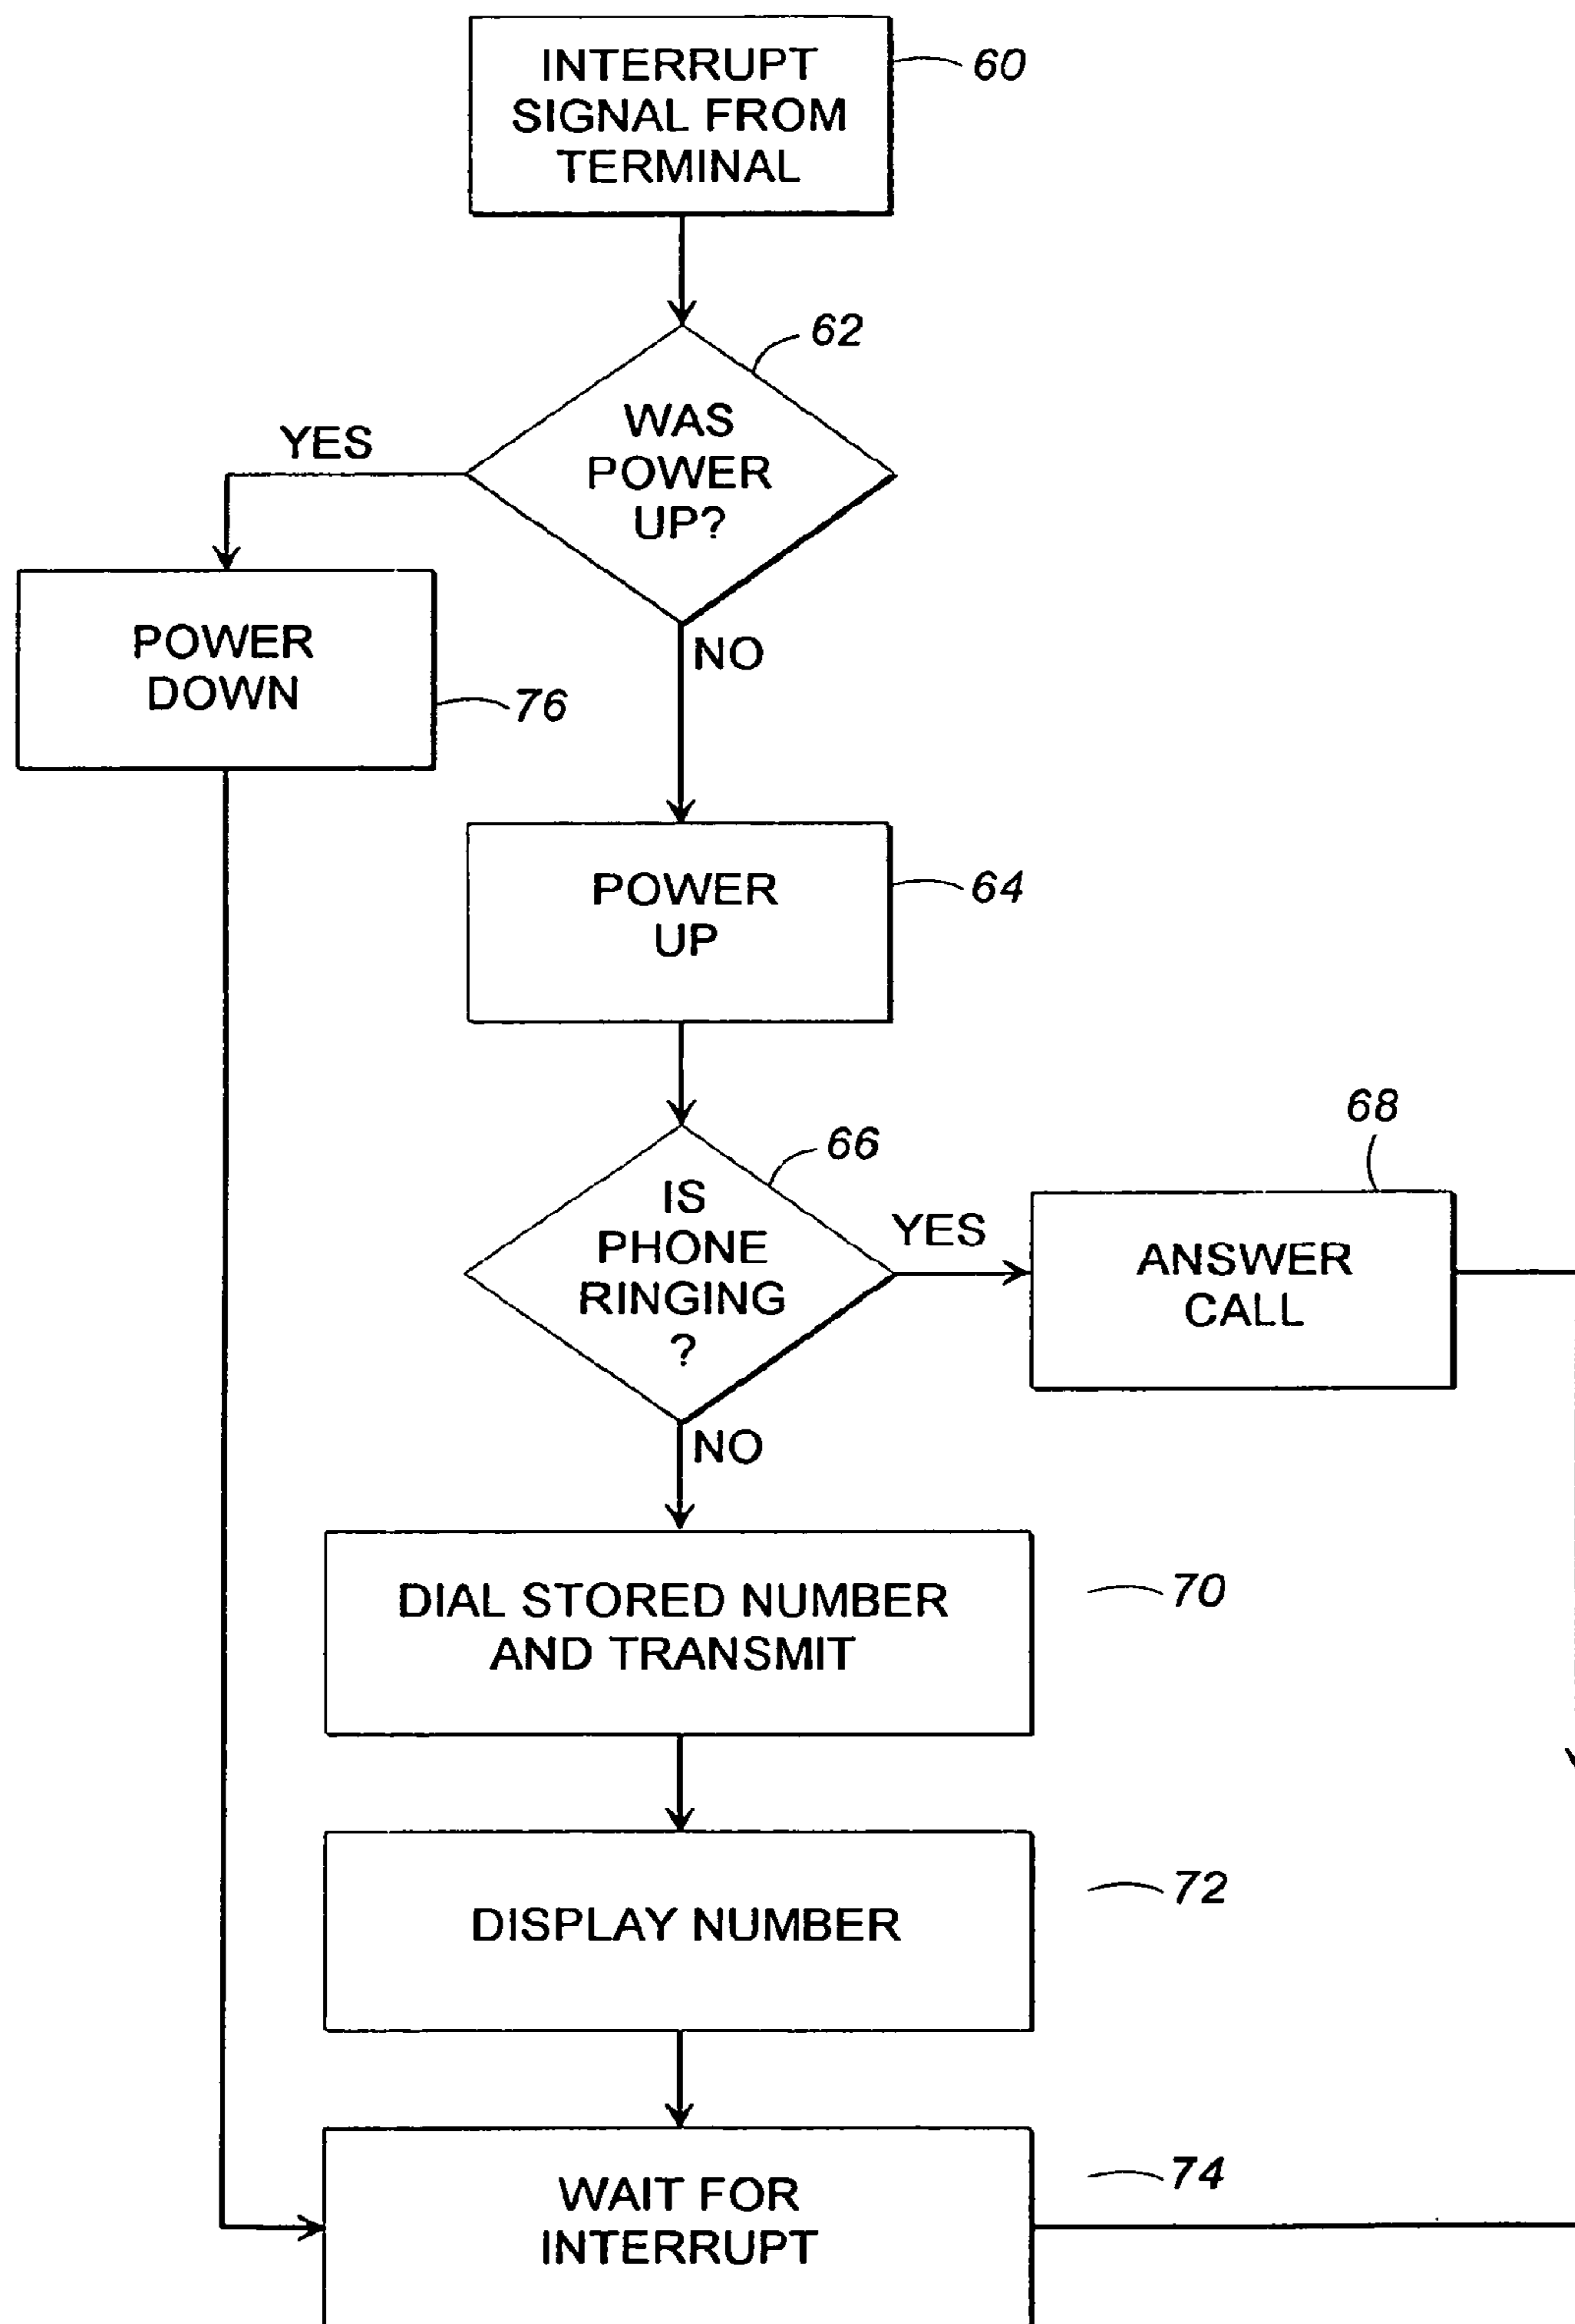 INTERRUPT
SIGNAL FROM
TERMINAL
60
62
WAS
POWER
UP?
YES
NO
POWER
DOWN
76
POWER
UP
64
66
IS
PHONE
RINGING
?
YES
68
ANSWER
CALL
NO
DIAL STORED NUMBER
AND TRANSMIT
70
DISPLAY NUMBER
72
WAIT FOR
INTERRUPT
74